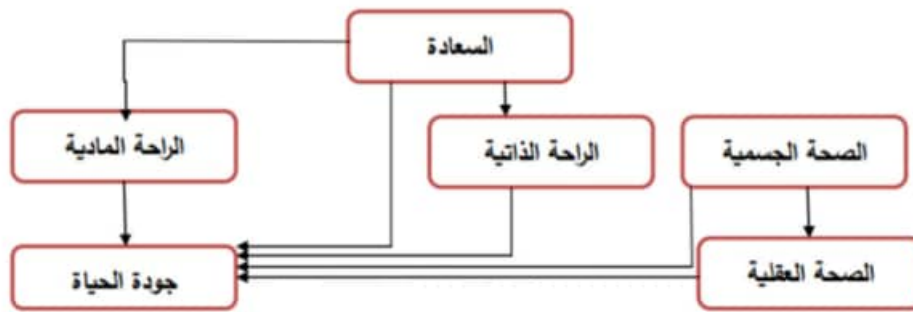 السعادة
الصحة الجسمية
الراحة الذاتية
الراحة المادية
الصحة العقلية
جودة الحياة